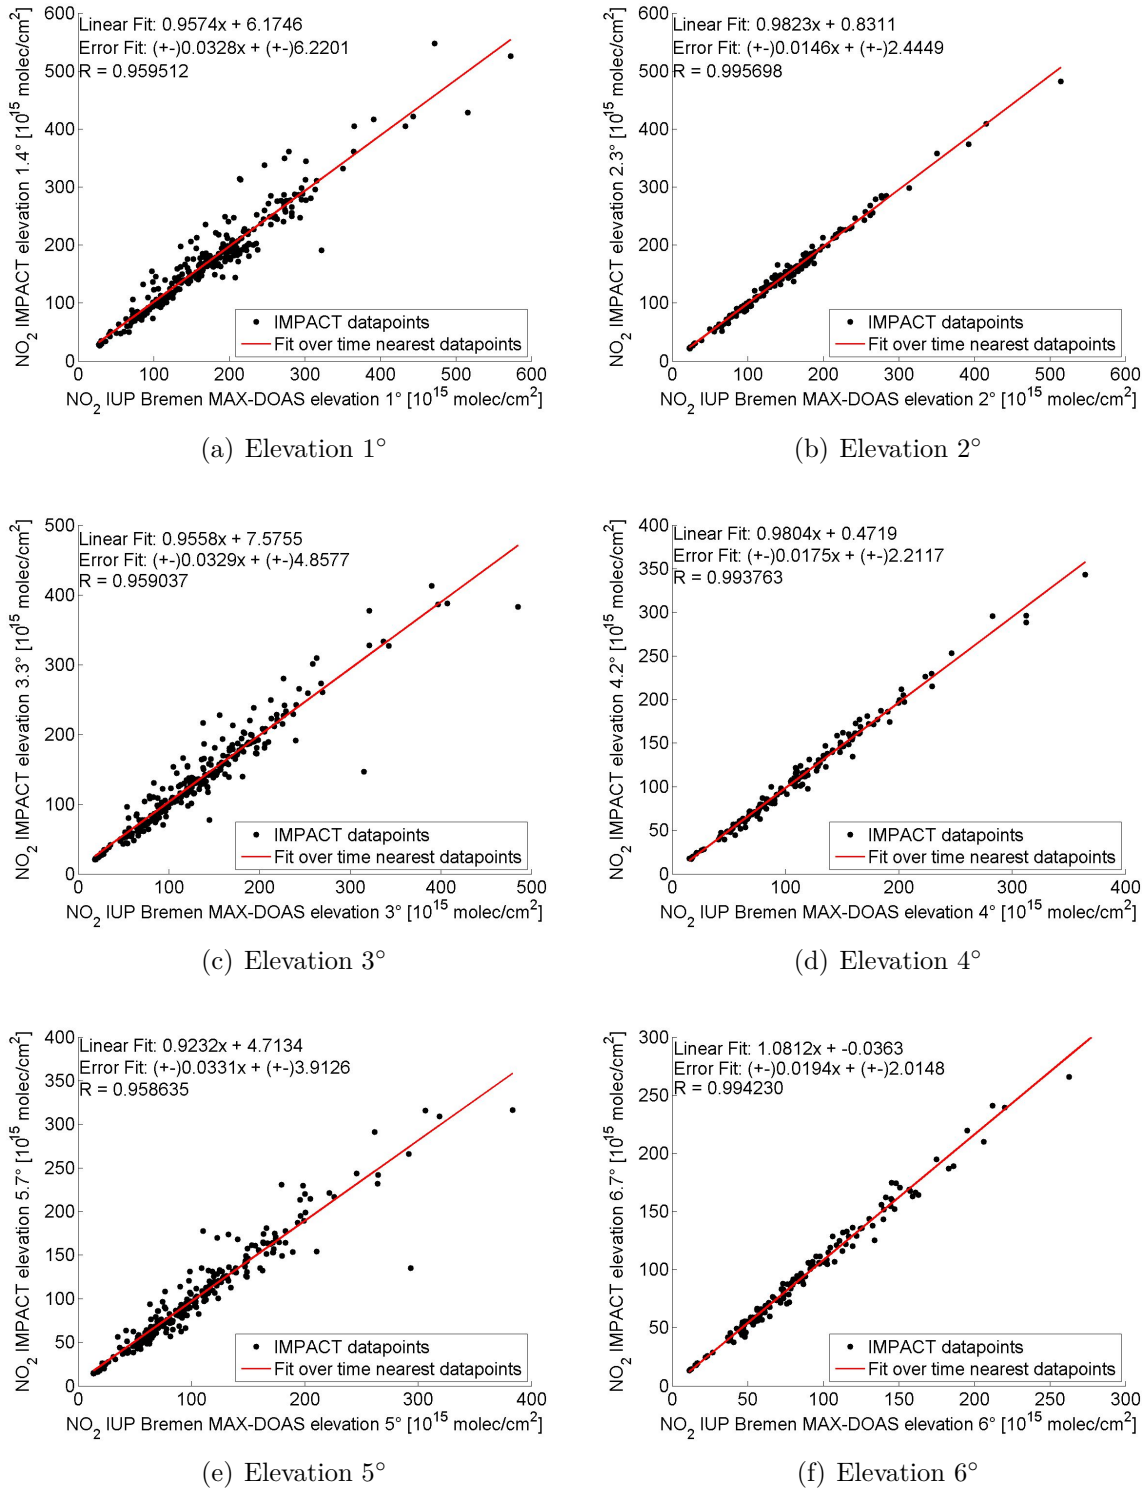 Linear Fit: 0.9574x + 6.1746
Error Fit: (+-)0.0328x + (+-)6.2201
R = 0.959512
600
500
400
300
200
100
0
NO2 IMPACT elevation 1.4° [10^15 molec/cm^2]
IMPACT datapoints
Fit over time nearest datapoints
0 100 200 300 400 500 600
NO2 IUP Bremen MAX-DOAS elevation 1° [10^15 molec/cm^2]
(a) Elevation 1°
Linear Fit: 0.9823x + 0.8311
Error Fit: (+-)0.0146x + (+-)2.4449
R = 0.995698
600
500
400
300
200
100
0
NO2 IMPACT elevation 2.3° [10^15 molec/cm^2]
IMPACT datapoints
Fit over time nearest datapoints
0 100 200 300 400 500 600
NO2 IUP Bremen MAX-DOAS elevation 2° [10^15 molec/cm^2]
(b) Elevation 2°
Linear Fit: 0.9558x + 7.5755
Error Fit: (+-)0.0329x + (+-)4.8577
R = 0.959037
500
400
300
200
100
0
NO2 IMPACT elevation 3.3° [10^15 molec/cm^2]
IMPACT datapoints
Fit over time nearest datapoints
0 100 200 300 400 500
NO2 IUP Bremen MAX-DOAS elevation 3° [10^15 molec/cm^2]
(c) Elevation 3°
Linear Fit: 0.9804x + 0.4719
Error Fit: (+-)0.0175x + (+-)2.2117
R = 0.993763
400
350
300
250
200
150
100
50
0
NO2 IMPACT elevation 4.2° [10^15 molec/cm^2]
IMPACT datapoints
Fit over time nearest datapoints
0 100 200 300 400
NO2 IUP Bremen MAX-DOAS elevation 4° [10^15 molec/cm^2]
(d) Elevation 4°
Linear Fit: 0.9232x + 4.7134
Error Fit: (+-)0.0331x + (+-)3.9126
R = 0.958635
400
350
300
250
200
150
100
50
0
NO2 IMPACT elevation 5.7° [10^15 molec/cm^2]
IMPACT datapoints
Fit over time nearest datapoints
0 100 200 300 400
NO2 IUP Bremen MAX-DOAS elevation 5° [10^15 molec/cm^2]
(e) Elevation 5°
Linear Fit: 1.0812x + -0.0363
Error Fit: (+-)0.0194x + (+-)2.0148
R = 0.994230
300
250
200
150
100
50
0
NO2 IMPACT elevation 6.7° [10^15 molec/cm^2]
IMPACT datapoints
Fit over time nearest datapoints
0 50 100 150 200 250 300
NO2 IUP Bremen MAX-DOAS elevation 6° [10^15 molec/cm^2]
(f) Elevation 6°